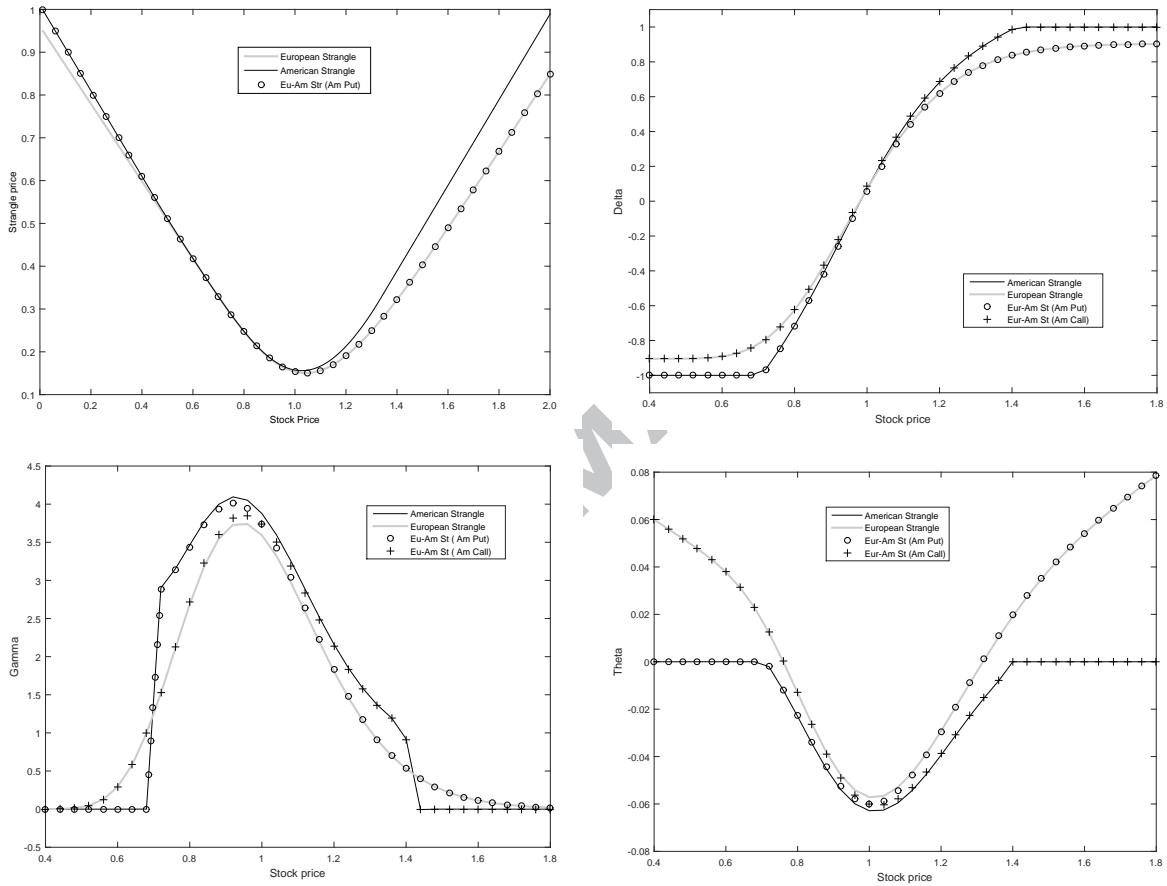 1
0.9
0.8
0.7
0.6
0.5
0.4
0.3
0.2
0.1
Strangle price
0 0.2 0.4 0.6 0.8 1.0 1.2 1.4 1.6 1.8 2.0
Stock Price
European Strangle
American Strangle
Eu-Am Str (Am Put)
1
0.8
0.6
0.4
0.2
0
-0.2
-0.4
-0.6
-0.8
-1
Delta
0.4 0.6 0.8 1 1.2 1.4 1.6 1.8
Stock price
American Strangle
European Strangle
Eur-Am St (Am Put)
Eur-Am St (Am Call)
4.5
4
3.5
3
2.5
2
1.5
1
0.5
0
-0.5
Gamma
0.4 0.6 0.8 1 1.2 1.4 1.6 1.8
Stock price
American Strangle
European Strangle
Eu-Am St ( Am Put)
Eu-Am St ( Am Call)
0.08
0.06
0.04
0.02
0
-0.02
-0.04
-0.06
-0.08
Theta
0.4 0.6 0.8 1 1.2 1.4 1.6 1.8
Stock price
American Strangle
European Strangle
Eur-Am St (Am Put)
Eur-Am St (Am Call)